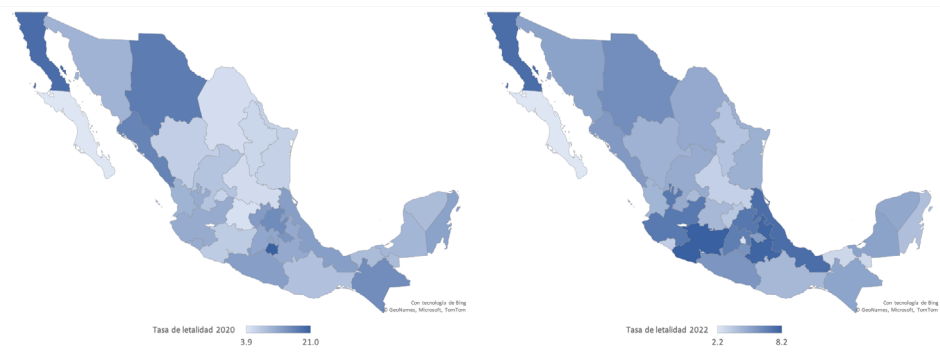 Con tecnología de Bing
© GeoNames, Microsoft, TomTom
Tasa de letalidad 2020
3.9 21.0
Con tecnología de Bing
© GeoNames, Microsoft, TomTom
Tasa de letalidad 2022
2.2 8.2